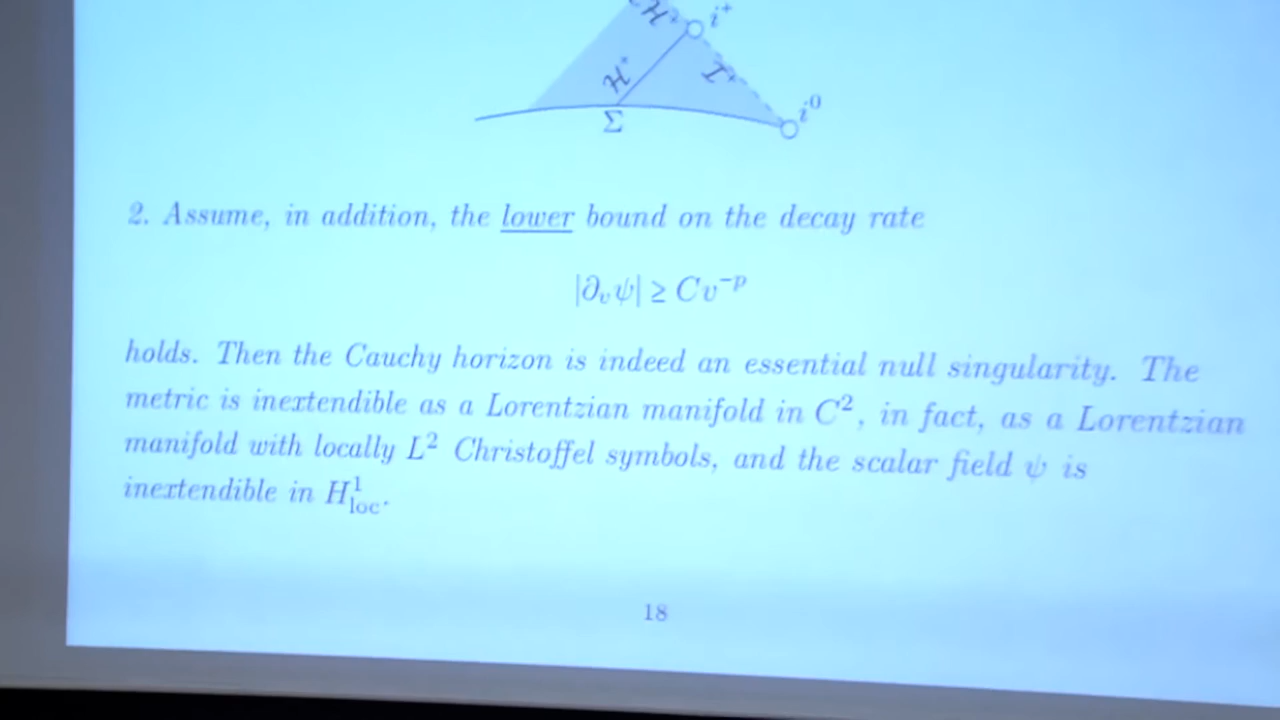 i⁺
ℋ⁺
ℐ⁺
i⁰
Σ
2. Assume, in addition, the lower bound on the decay rate
|∂ᵥψ| ≥ Cv⁻ᵖ
holds. Then the Cauchy horizon is indeed an essential null singularity. The
metric is inextendible as a Lorentzian manifold in C², in fact, as a Lorentzian
manifold with locally L² Christoffel symbols, and the scalar field ψ is
inextendible in H¹loc.
18